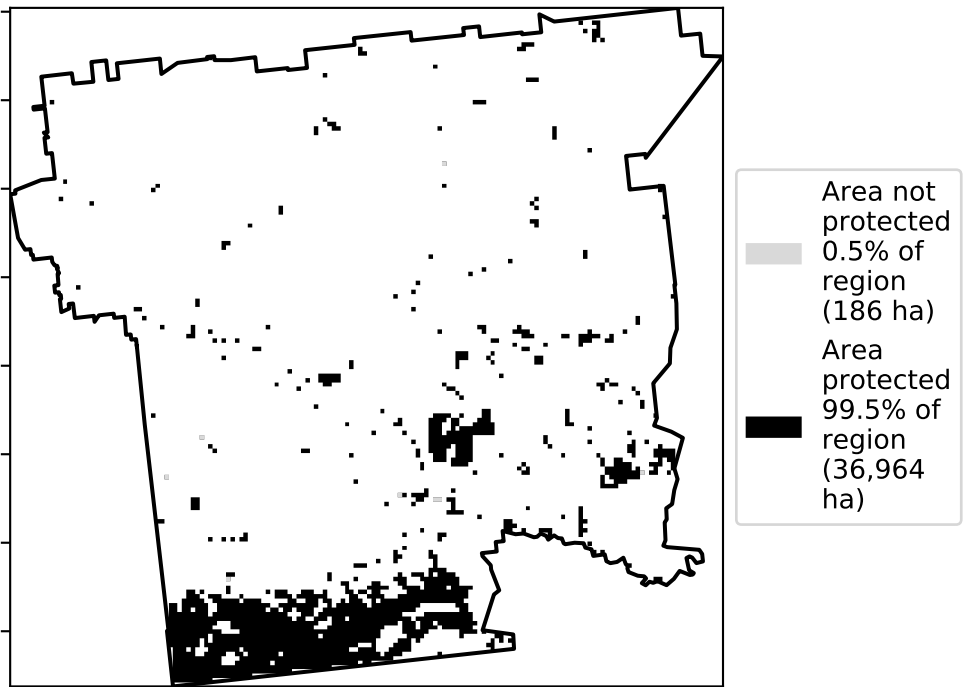 Area not
protected
0.5% of
region
(186 ha)
Area
protected
99.5% of
region
(36,964
ha)